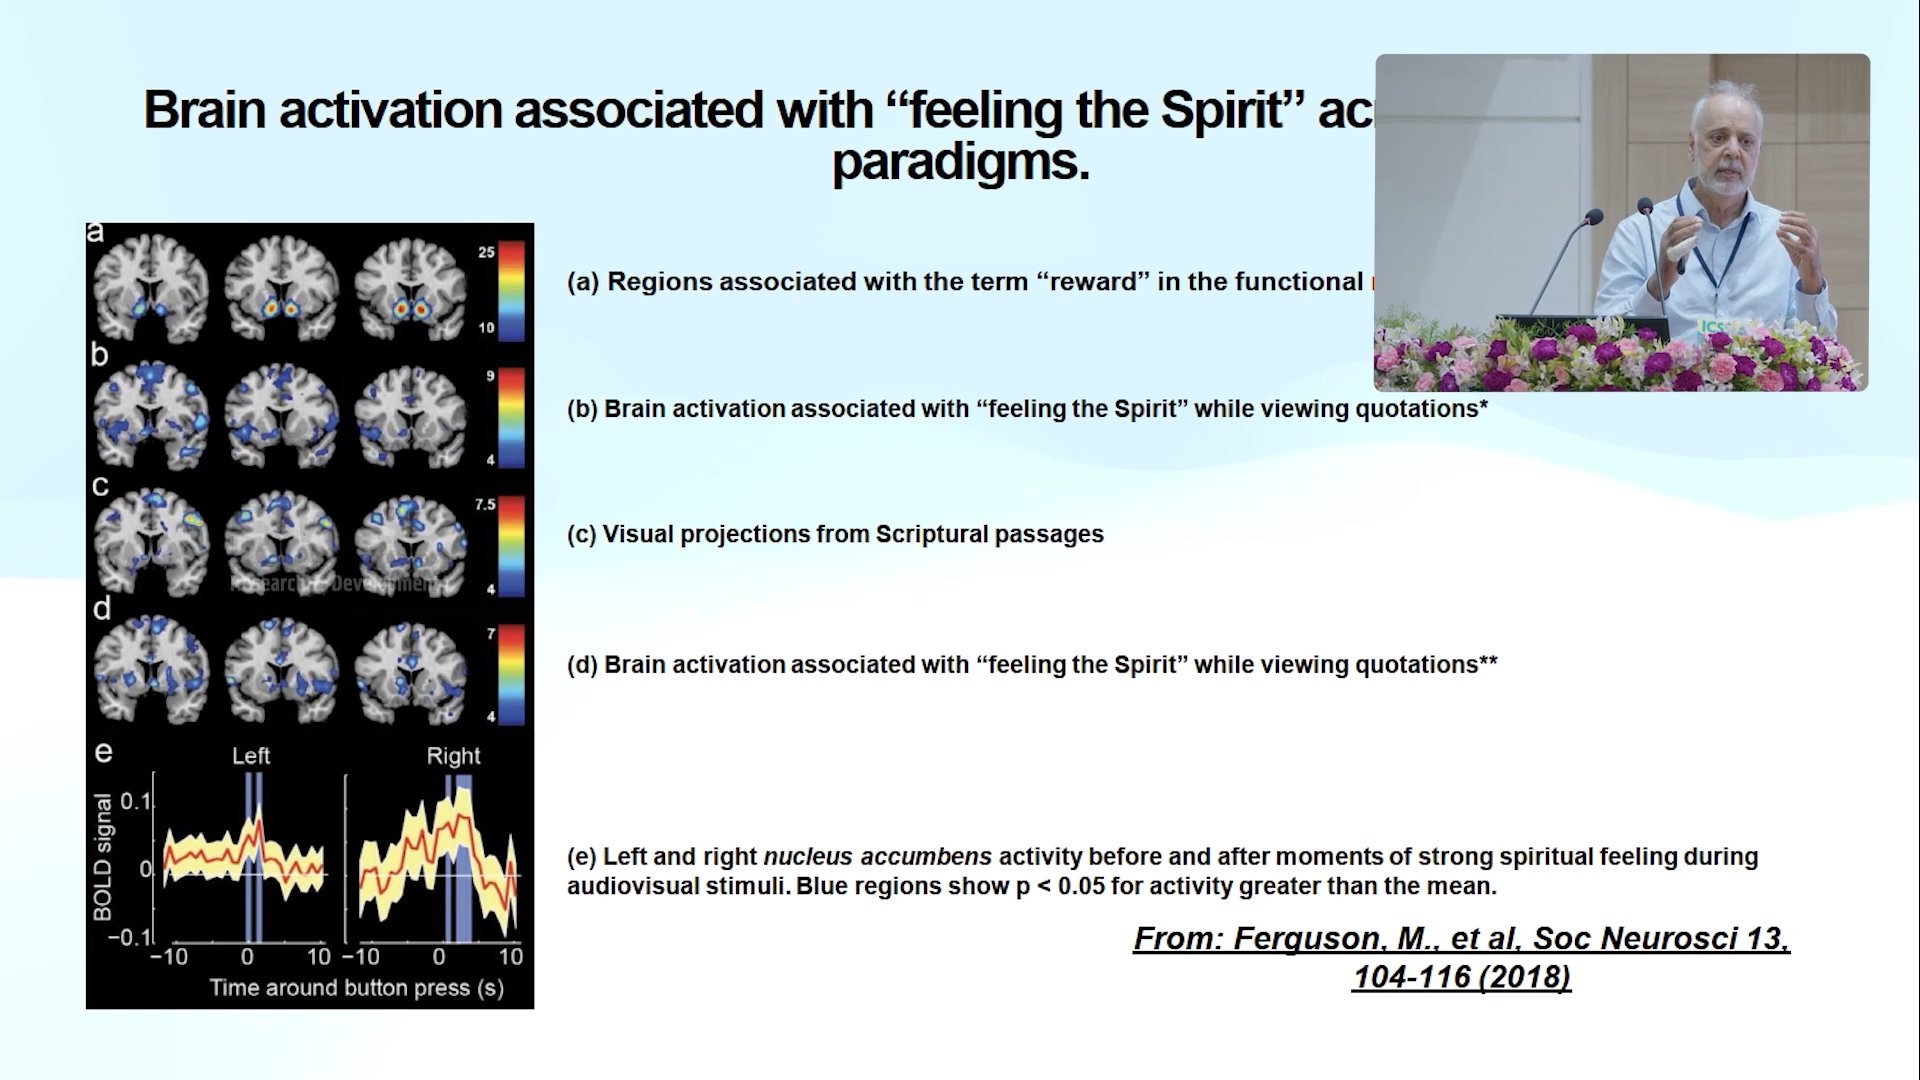 Brain activation associated with “feeling the Spirit”
paradigms.
a
25
10
(a) Regions associated with the term “reward” in the functional
ICS
b
9
4
(b) Brain activation associated with “feeling the Spirit” while viewing quotations*
c
7.5
4
(c) Visual projections from Scriptural passages
Research & Development
d
7
4
(d) Brain activation associated with “feeling the Spirit” while viewing quotations**
e
Left Right
BOLD signal
0.1
0
−0.1
−10 0 10 −10 0 10
Time around button press (s)
(e) Left and right nucleus accumbens activity before and after moments of strong spiritual feeling during
audiovisual stimuli. Blue regions show p < 0.05 for activity greater than the mean.
From: Ferguson, M., et al, Soc Neurosci 13,
104-116 (2018)